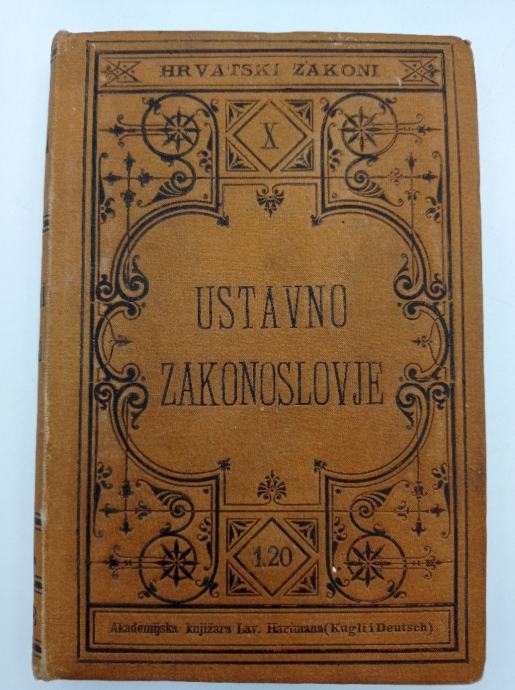 HRVATSKI ZAKONI
X
USTAVNO
ZAKONOSLOVJE
1.20
Akademijska knjižara Lav. Hartmana (Kugli i Deutsch)